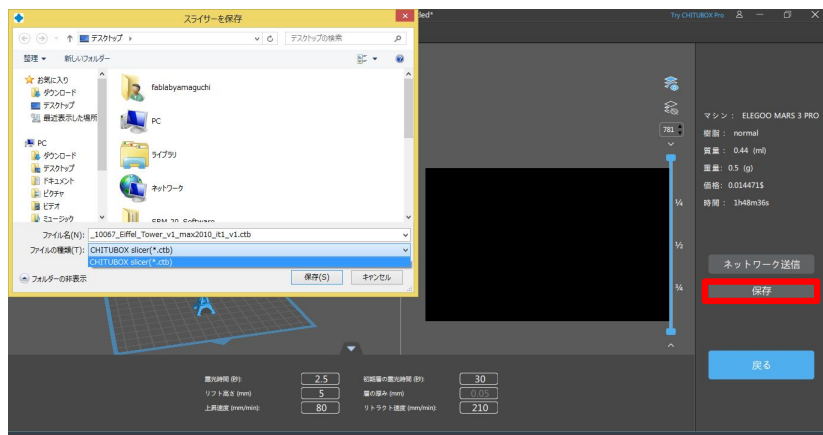 スライサーを保存
ded*
Try CHITUBOX Pro
デスクトップ
デスクトップの検索
整理
新しいフォルダー
お気に入り
ダウンロード
デスクトップ
最近表示した場所
PC
ダウンロード
デスクトップ
ドキュメント
ピクチャ
ビデオ
ミュージック
fablabyamaguchi
PC
ライブラリ
ネットワーク
SRM-20 Software
ファイル名(N): _10067_Eiffel_Tower_v1_max2010_it1_v1.ctb
ファイルの種類(T): CHITUBOX slicer(*.ctb)
CHITUBOX slicer(*.ctb)
フォルダーの非表示
保存(S)
キャンセル
781
1/4
1/2
3/4
マシン : ELEGOO MARS 3 PRO
樹脂 : normal
質量 : 0.44 (ml)
重量: 0.5 (g)
価格: 0.014471$
時間 : 1h48m36s
ネットワーク送信
保存
戻る
露光時間 (秒): 2.5 初期層の露光時間 (秒): 30
リフト高さ (mm) 5 層の厚み (mm) 0.05
上昇速度 (mm/min): 80 リトラクト速度 (mm/min): 210